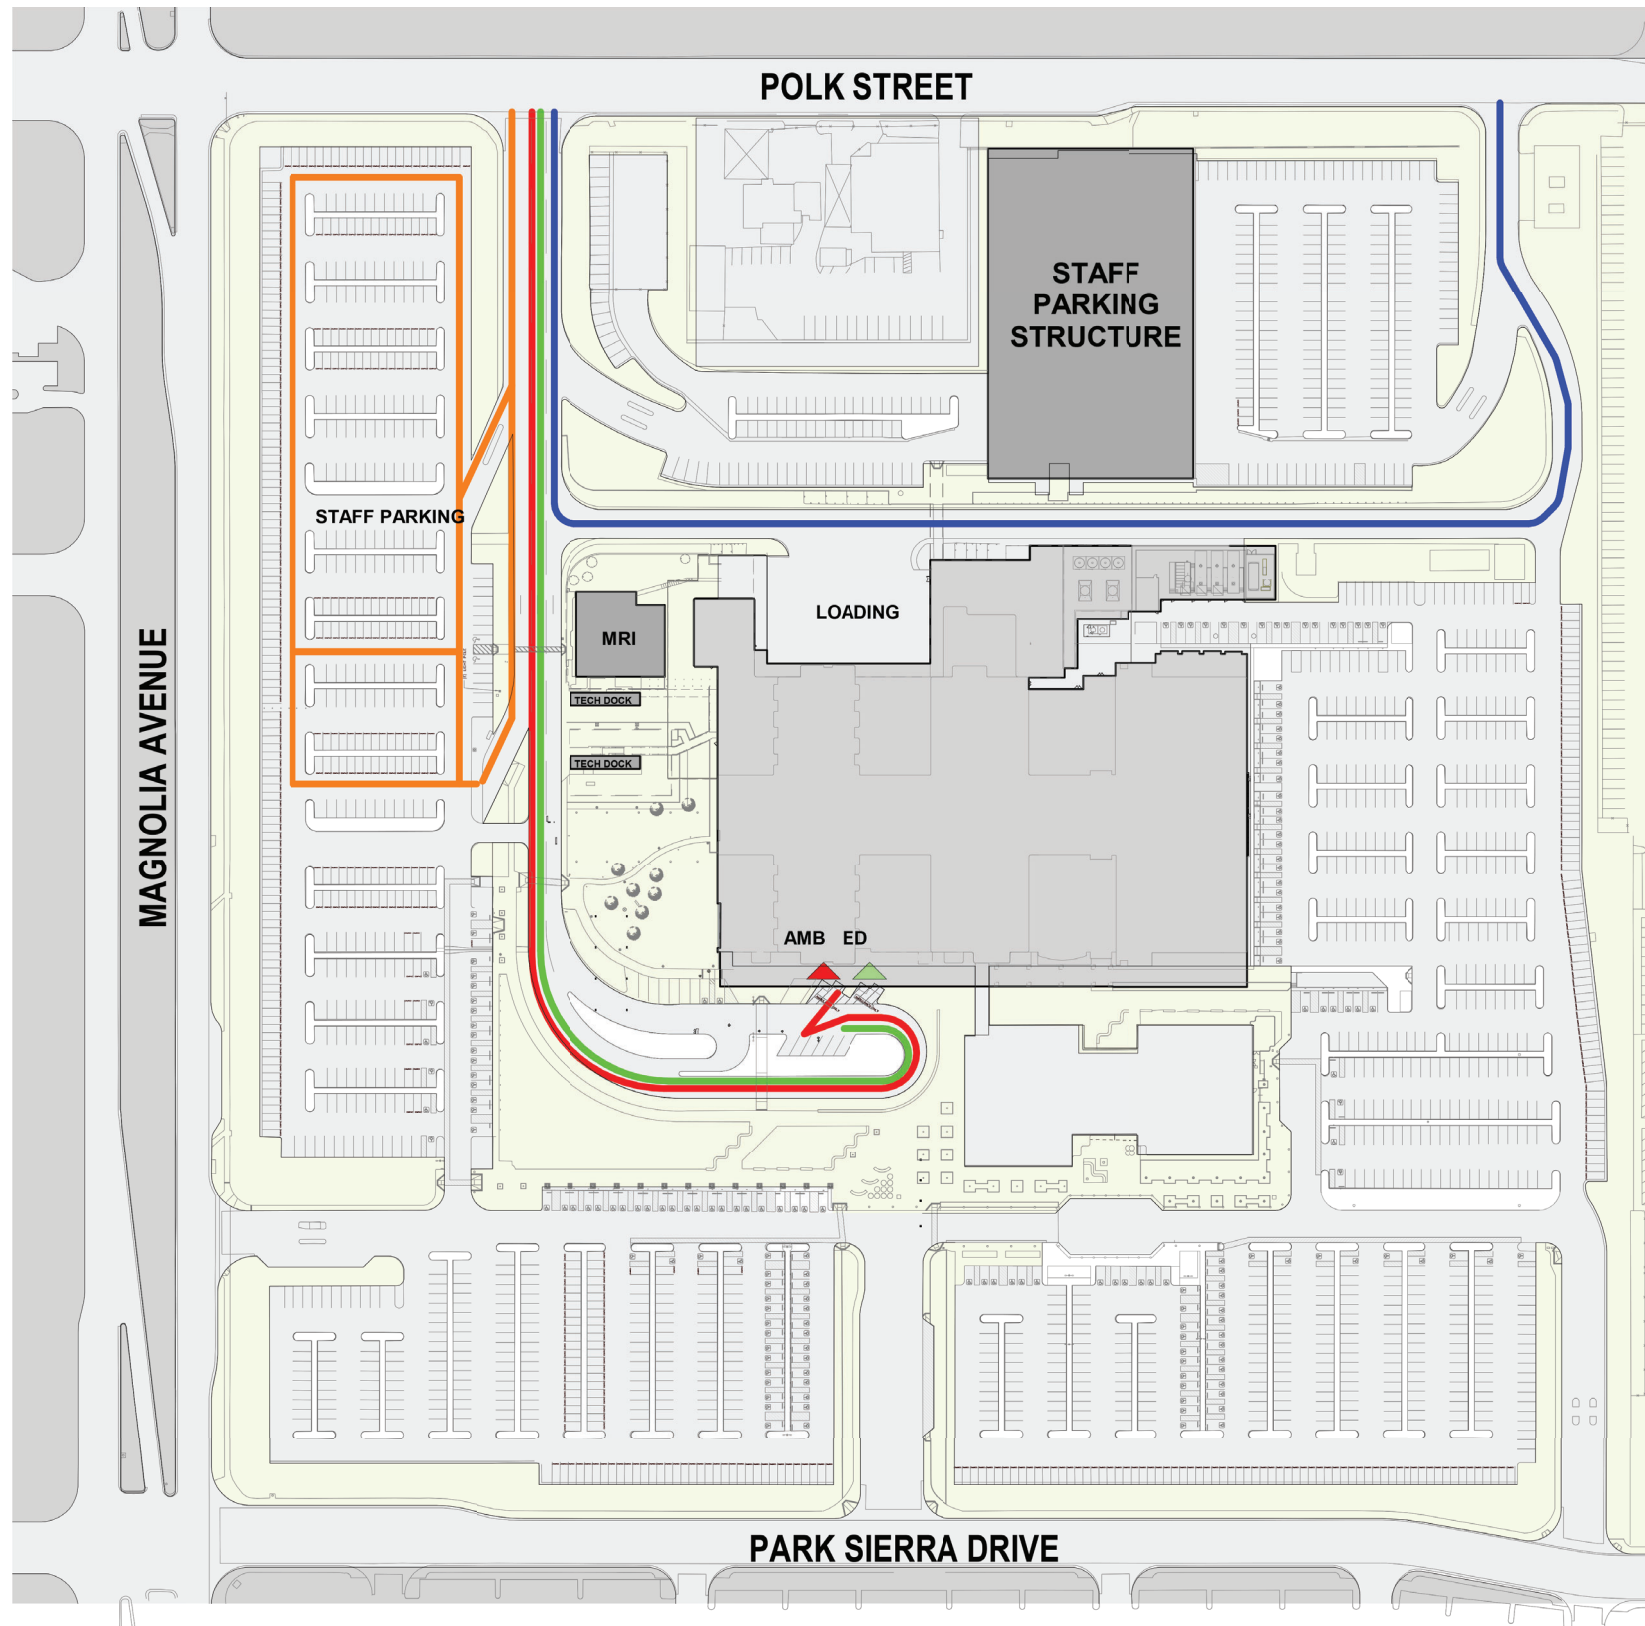 POLK STREET
STAFF
PARKING
STRUCTURE
STAFF PARKING
LOADING
MRI
TECH DOCK
TECH DOCK
MAGNOLIA AVENUE
AMB ED
PARK SIERRA DRIVE